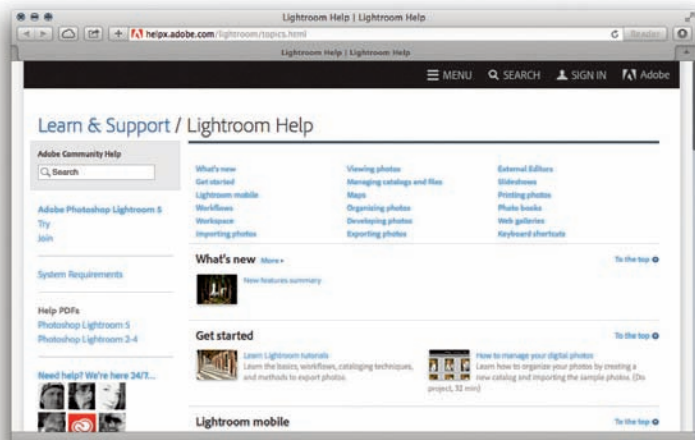 Lightroom Help | Lightroom Help
helpx.adobe.com/lightroom/topics.html
Reader
Lightroom Help | Lightroom Help
MENU SEARCH SIGN IN Adobe
Learn & Support / Lightroom Help
Adobe Community Help
Search
Adobe Photoshop Lightroom 5
Try
Join
System Requirements
Help PDFs
Photoshop Lightroom 5
Photoshop Lightroom 2-4
Need help? We're here 24/7...
What's new
Get started
Lightroom mobile
Workflows
Workspace
Importing photos
Viewing photos
Managing catalogs and files
Maps
Organizing photos
Developing photos
Exporting photos
External Editors
Slideshows
Printing photos
Photo books
Web galleries
Keyboard shortcuts
What's new More To the top
Lr
New features summary
Get started To the top
Learn Lightroom tutorials
Learn the basics, workflows, cataloging techniques,
and methods to export photos.
How to manage your digital photos
Learn how to organize your photos by creating a
new catalog and importing the sample photos. (Do
project, 32 min)
Lightroom mobile To the top